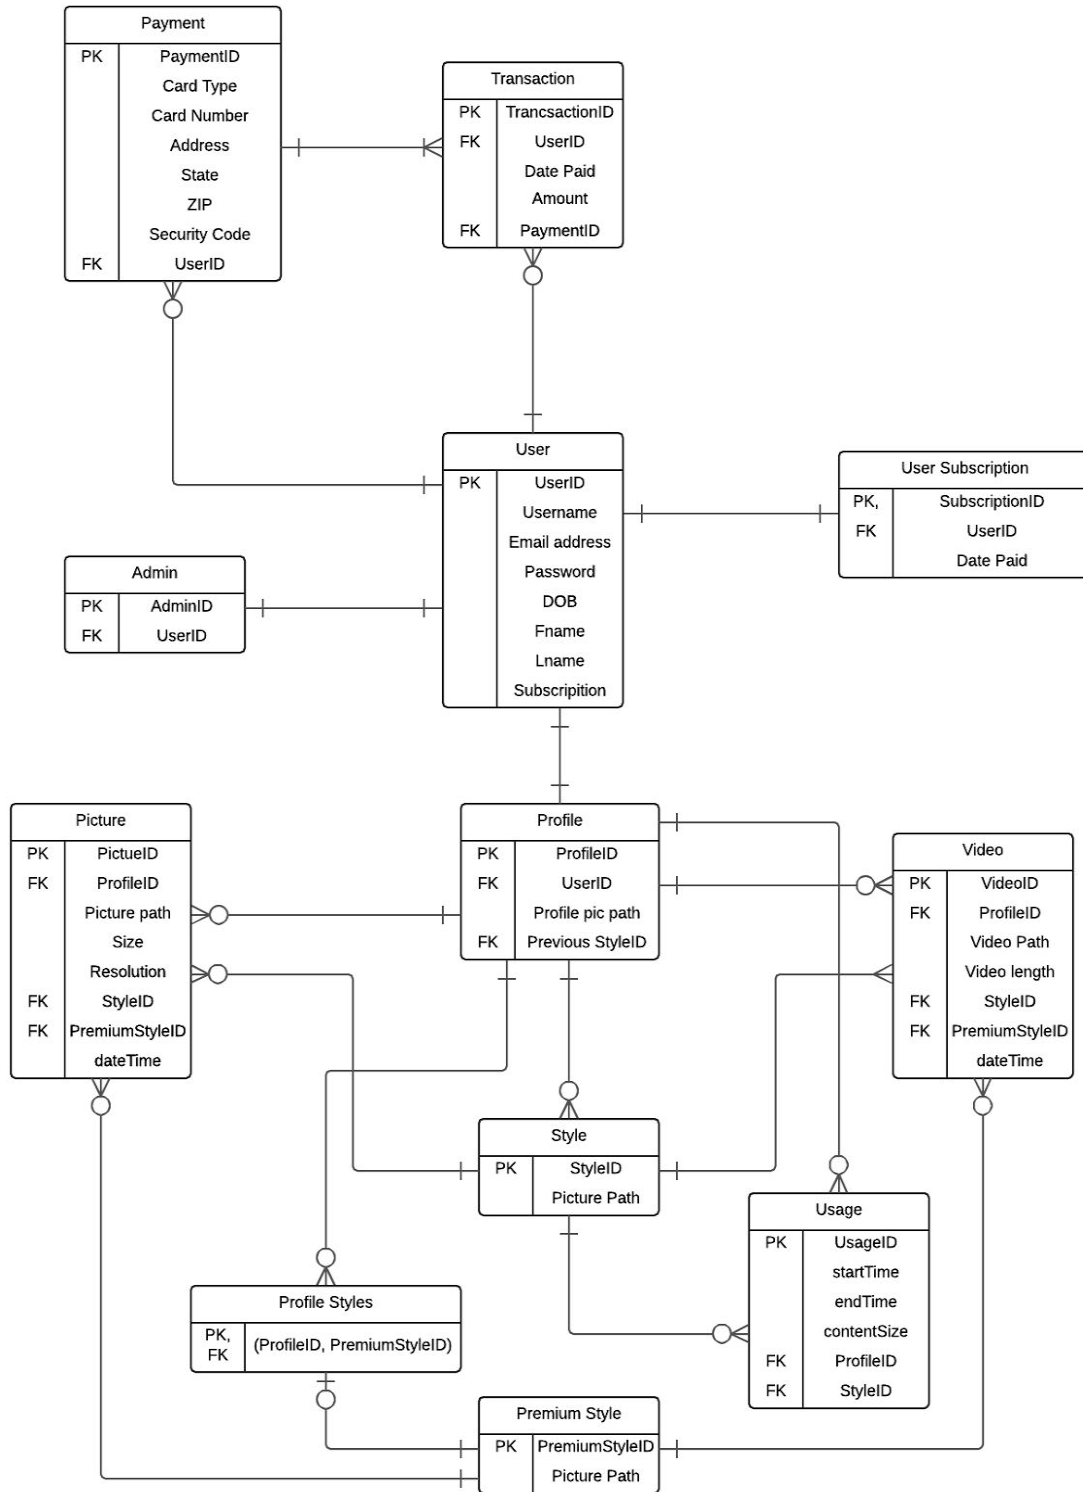 Payment
PK PaymentID
Card Type
Card Number
Address
State
ZIP
Security Code
FK UserID
Transaction
PK TrancsactionID
FK UserID
Date Paid
Amount
FK PaymentID
User
PK UserID
Username
Email address
Password
DOB
Fname
Lname
Subscripition
User Subscription
PK, SubscriptionID
FK UserID
Date Paid
Admin
PK AdminID
FK UserID
Picture
PK PictueID
FK ProfileID
Picture path
Size
Resolution
FK StyleID
FK PremiumStyleID
dateTime
Profile
PK ProfileID
FK UserID
Profile pic path
FK Previous StyleID
Video
PK VideoID
FK ProfileID
Video Path
Video length
FK StyleID
FK PremiumStyleID
dateTime
Style
PK StyleID
Picture Path
Usage
PK UsageID
startTime
endTime
contentSize
FK ProfileID
FK StyleID
Profile Styles
PK,
FK (ProfileID, PremiumStyleID)
Premium Style
PK PremiumStyleID
Picture Path